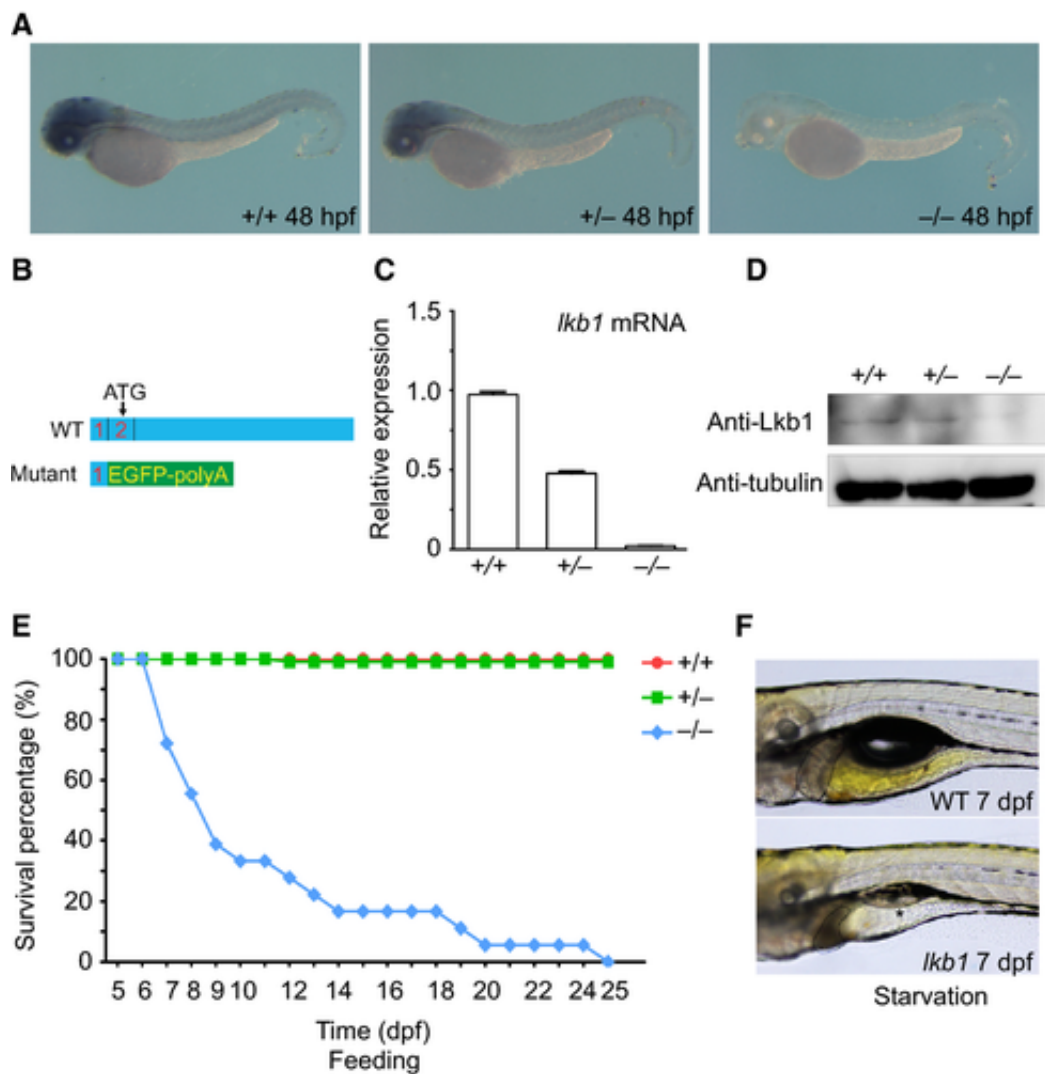 A
+/+ 48 hpf
+/– 48 hpf
–/– 48 hpf
B
ATG
WT 1 2
Mutant 1 EGFP-polyA
C
lkb1 mRNA
Relative expression
1.5
1.0
0.5
0
+/+ +/– –/–
D
+/+ +/– –/–
Anti-Lkb1
Anti-tubulin
E
Survival percentage (%)
100
80
60
40
20
0
5 6 7 8 9 10 12 14 16 18 20 22 24 25
Time (dpf)
Feeding
+/+
+/–
–/–
F
WT 7 dpf
*
lkb1 7 dpf
Starvation